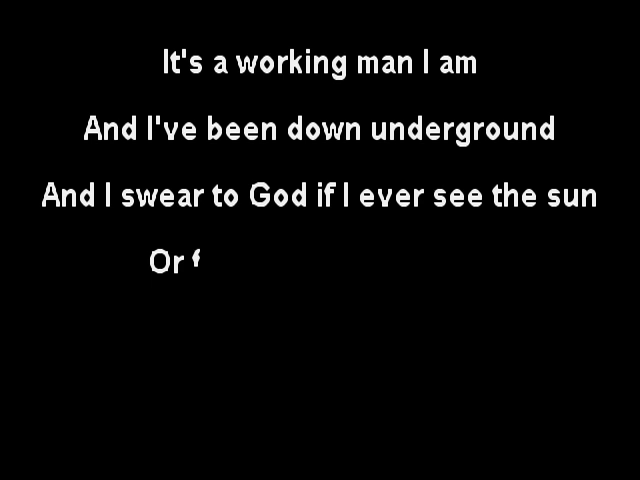 It's a working man I am
And I've been down underground
And I swear to God if I ever see the sun
Or